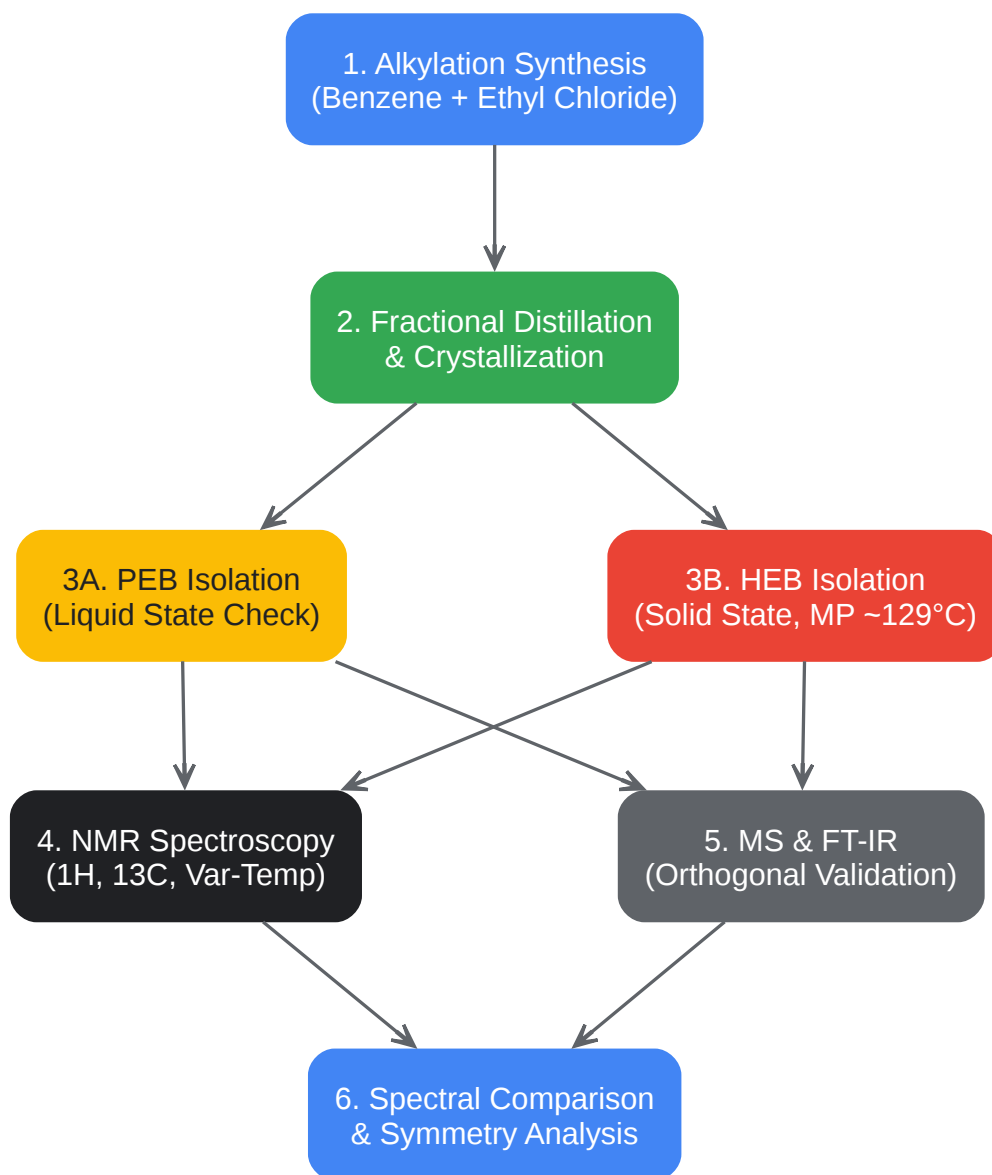 1. Alkylation Synthesis
(Benzene + Ethyl Chloride)
2. Fractional Distillation
& Crystallization
3A. PEB Isolation
(Liquid State Check)
3B. HEB Isolation
(Solid State, MP ~129°C)
4. NMR Spectroscopy
(1H, 13C, Var-Temp)
5. MS & FT-IR
(Orthogonal Validation)
6. Spectral Comparison
& Symmetry Analysis